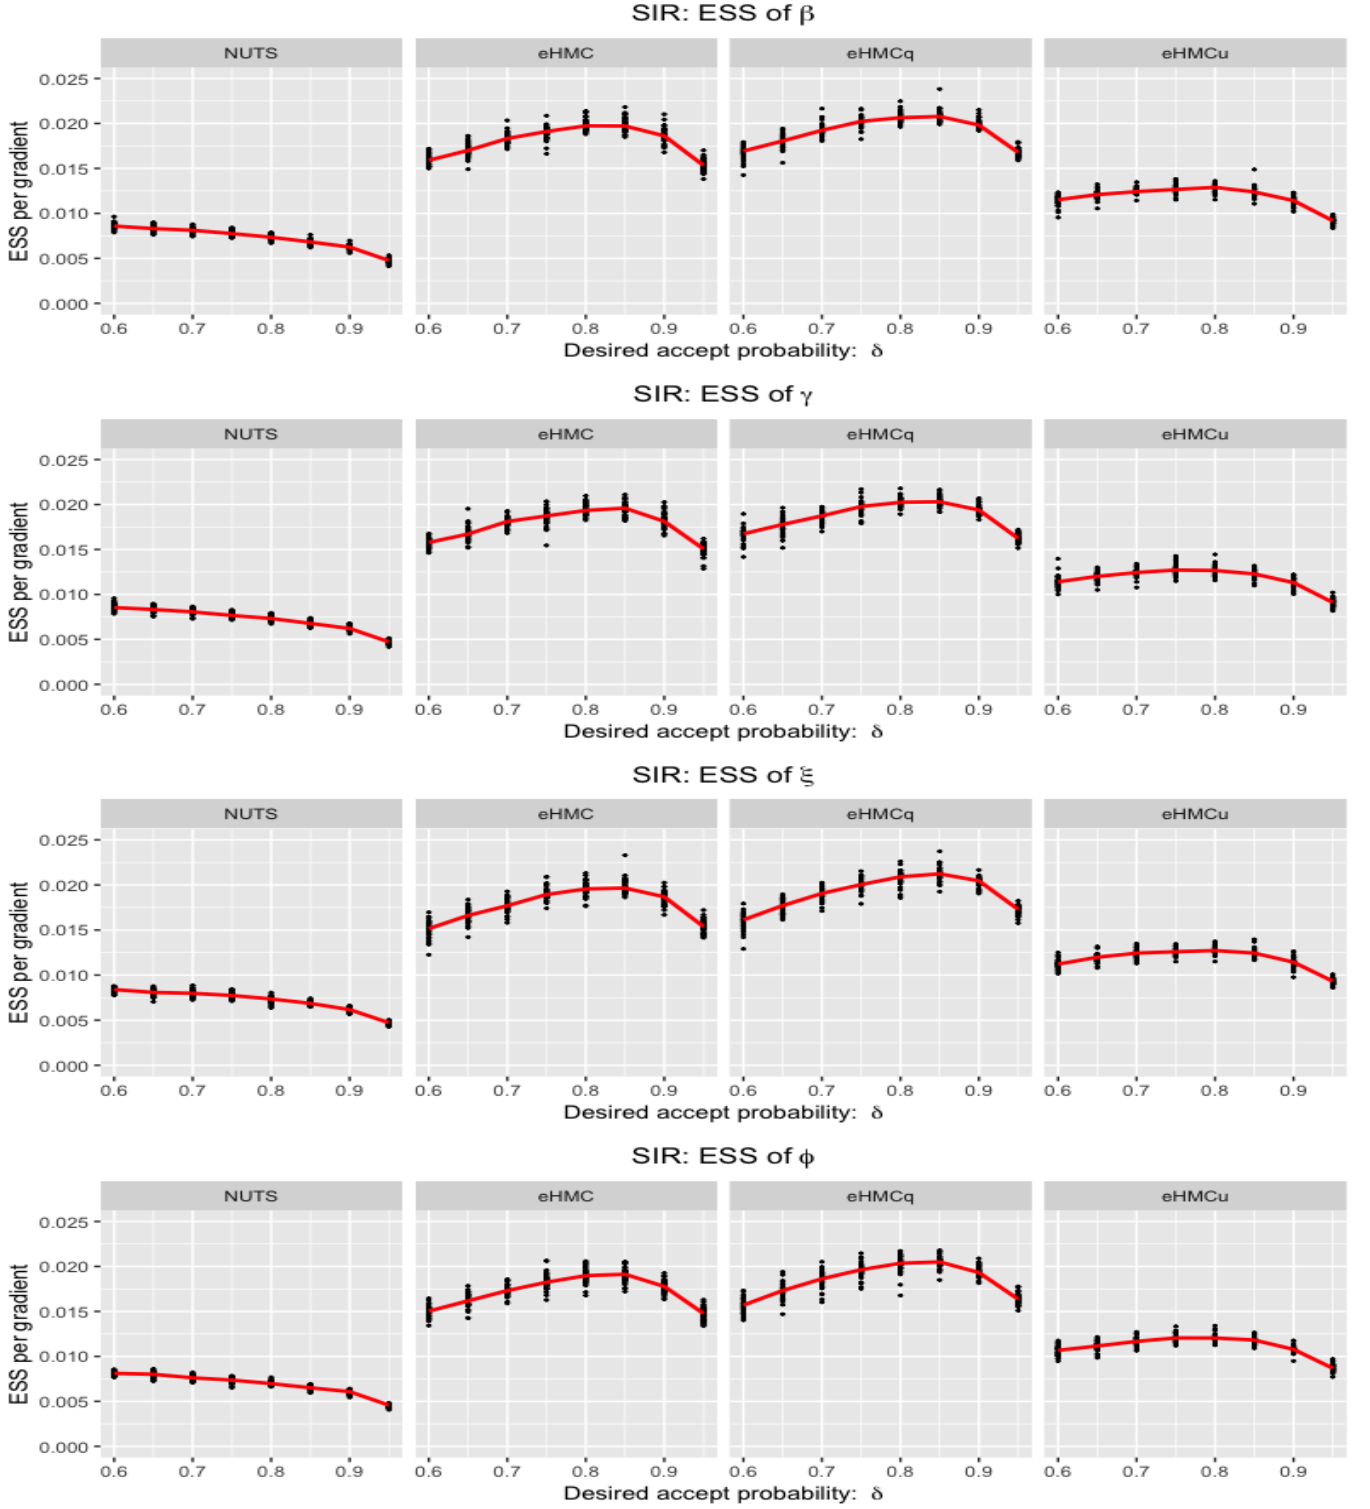 SIR: ESS of β
NUTS eHMC eHMCq eHMCu
0.025
0.020
0.015
0.010
0.005
0.000
ESS per gradient
0.6 0.7 0.8 0.9 0.6 0.7 0.8 0.9 0.6 0.7 0.8 0.9 0.6 0.7 0.8 0.9
Desired accept probability: δ
SIR: ESS of γ
NUTS eHMC eHMCq eHMCu
0.025
0.020
0.015
0.010
0.005
0.000
ESS per gradient
0.6 0.7 0.8 0.9 0.6 0.7 0.8 0.9 0.6 0.7 0.8 0.9 0.6 0.7 0.8 0.9
Desired accept probability: δ
SIR: ESS of ξ
NUTS eHMC eHMCq eHMCu
0.025
0.020
0.015
0.010
0.005
0.000
ESS per gradient
0.6 0.7 0.8 0.9 0.6 0.7 0.8 0.9 0.6 0.7 0.8 0.9 0.6 0.7 0.8 0.9
Desired accept probability: δ
SIR: ESS of ϕ
NUTS eHMC eHMCq eHMCu
0.025
0.020
0.015
0.010
0.005
0.000
ESS per gradient
0.6 0.7 0.8 0.9 0.6 0.7 0.8 0.9 0.6 0.7 0.8 0.9 0.6 0.7 0.8 0.9
Desired accept probability: δ